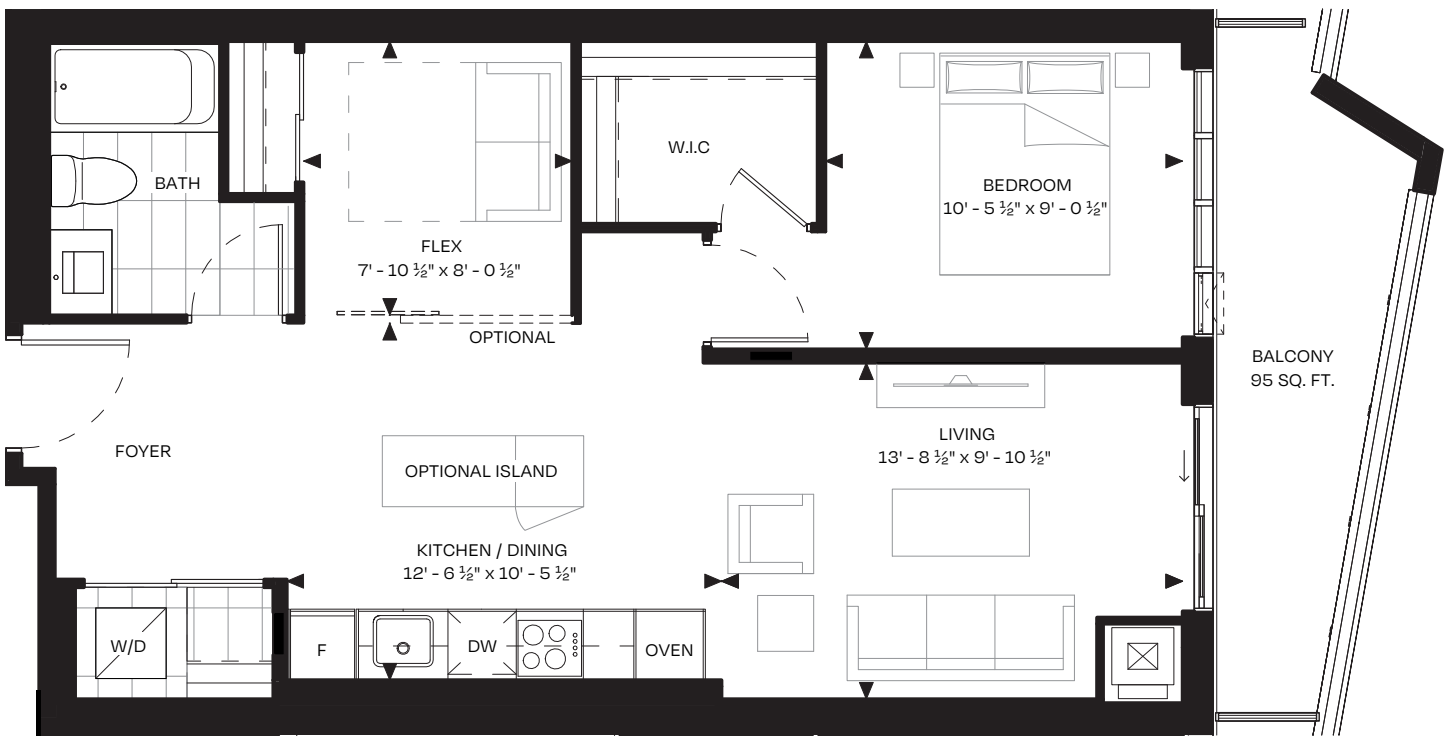 BATH
FLEX
7' - 10 ½" x 8' - 0 ½"
OPTIONAL
W.I.C
BEDROOM
10' - 5 ½" x 9' - 0 ½"
BALCONY
95 SQ. FT.
FOYER
OPTIONAL ISLAND
LIVING
13' - 8 ½" x 9' - 10 ½"
KITCHEN / DINING
12' - 6 ½" x 10' - 5 ½"
W/D
F
DW
OVEN